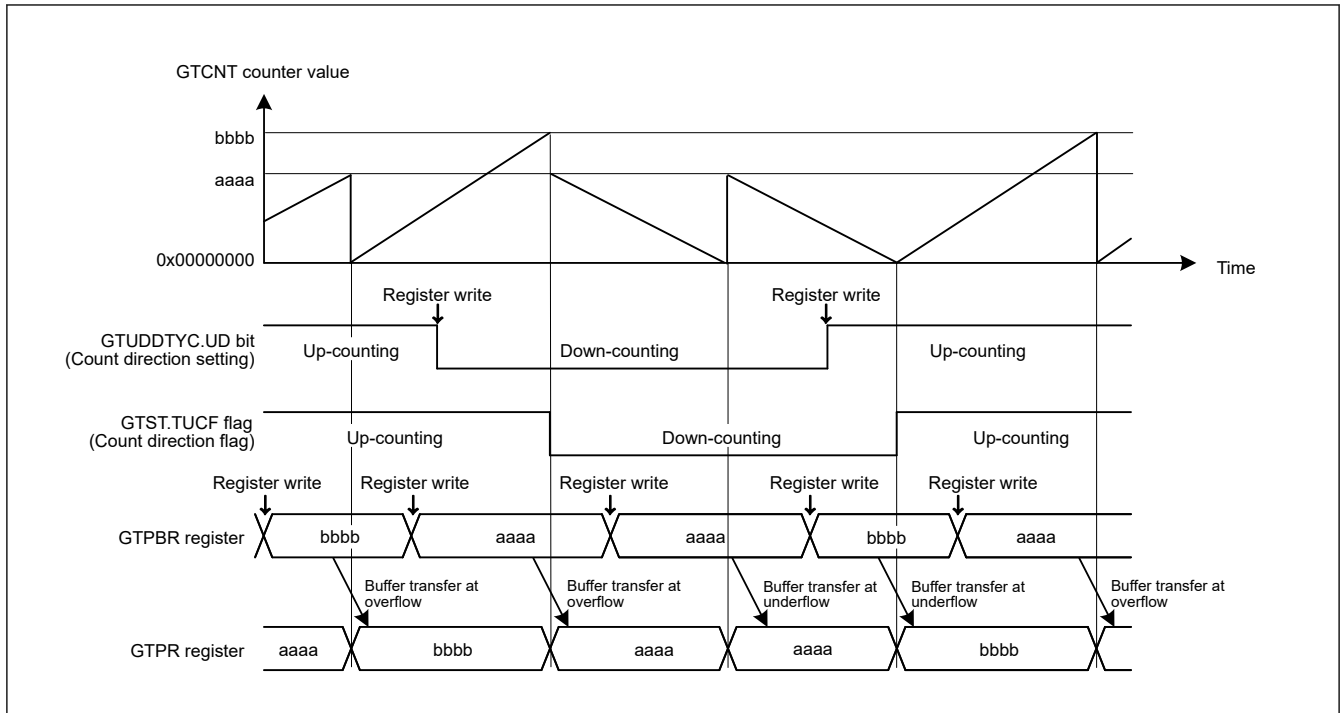 GTCNT counter value
bbbb
aaaa
0x00000000
Time
Register write
Register write
GTUDDTYC.UD bit
(Count direction setting)
Up-counting
Down-counting
Up-counting
GTST.TUCF flag
(Count direction flag)
Up-counting
Down-counting
Up-counting
Register write
Register write
Register write
Register write
Register write
GTPBR register
bbbb
aaaa
aaaa
bbbb
aaaa
Buffer transfer at
overflow
Buffer transfer at
overflow
Buffer transfer at
underflow
Buffer transfer at
underflow
Buffer transfer at
overflow
GTPR register
aaaa
bbbb
aaaa
aaaa
bbbb